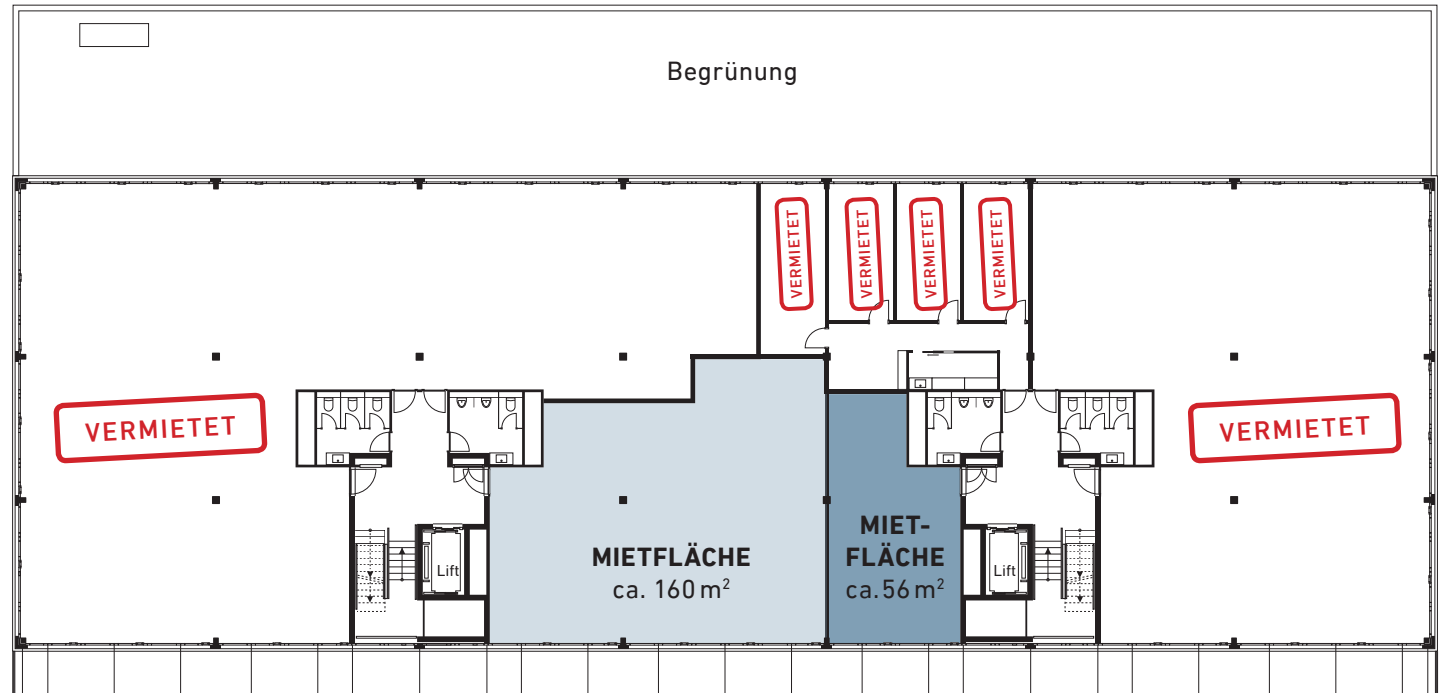 Begrünung
VERMIETET
VERMIETET
VERMIETET
VERMIETET
VERMIETET
VERMIETET
MIETFLÄCHE
ca. 160 m²
MIET-
FLÄCHE
ca. 56 m²
Lift
Lift